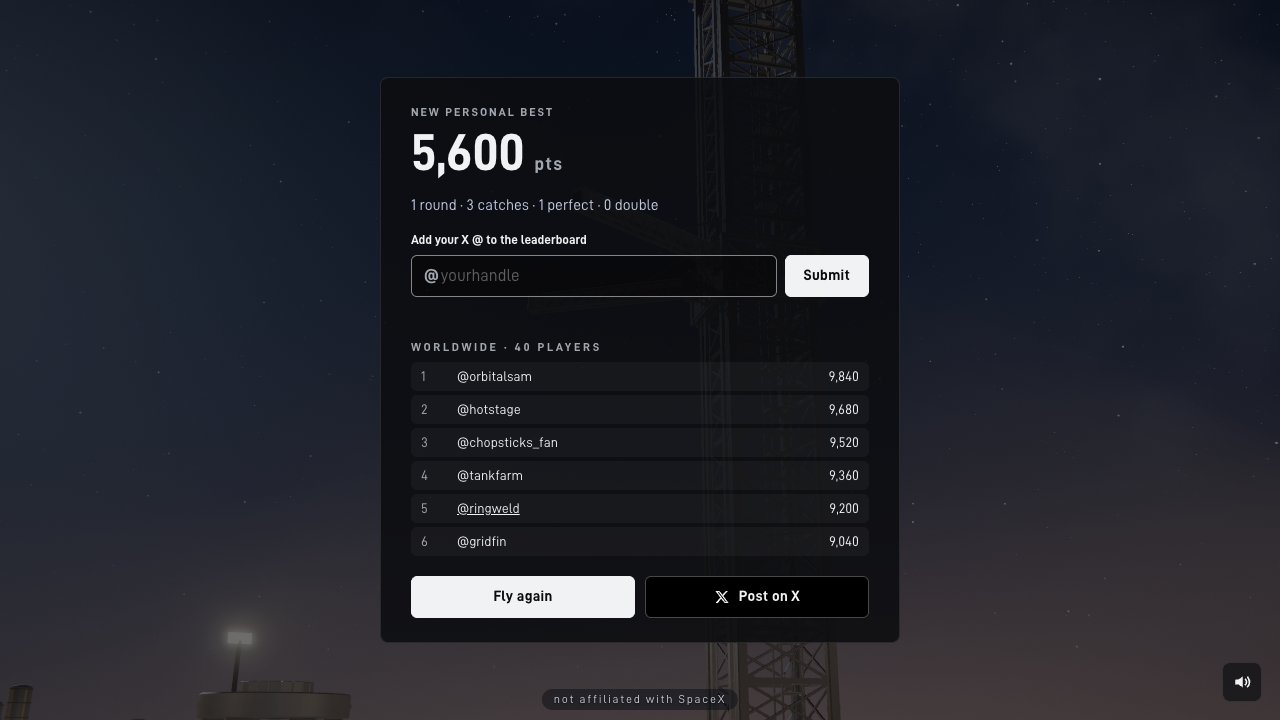 NEW PERSONAL BEST
5,600 pts
1 round · 3 catches · 1 perfect · 0 double
Add your X @ to the leaderboard
@yourhandle
Submit
WORLDWIDE · 40 PLAYERS
1 @orbitalsam 9,840
2 @hotstage 9,680
3 @chopsticks_fan 9,520
4 @tankfarm 9,360
5 @ringweld 9,200
6 @gridfin 9,040
Fly again
Post on X
not affiliated with SpaceX